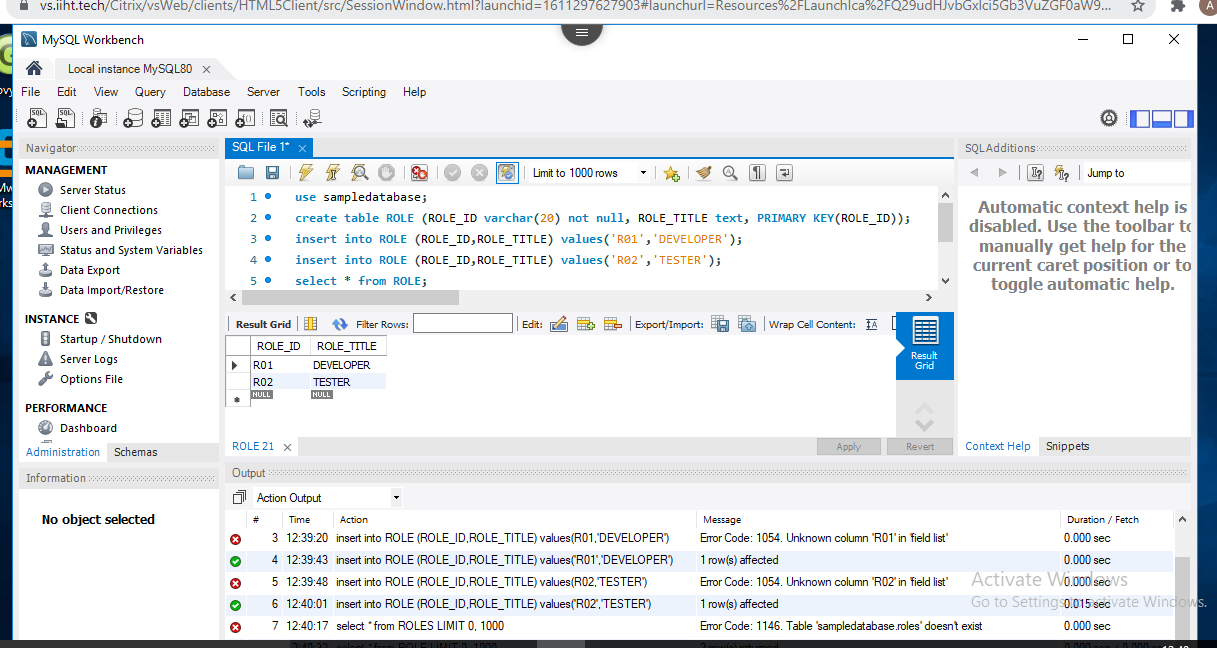 vs.iiht.tech/Citrix/vsWeb/clients/HTML5Client/src/SessionWindow.html?launchid=1611297627903#launchurl=Resources%2FLaunchIca%2FQ29udHJvbGxlci5Gb3VuZGF0aW9...
A
MySQL Workbench
Local instance MySQL80
File Edit View Query Database Server Tools Scripting Help
Navigator
MANAGEMENT
Server Status
Client Connections
Users and Privileges
Status and System Variables
Data Export
Data Import/Restore
INSTANCE
Startup / Shutdown
Server Logs
Options File
PERFORMANCE
Dashboard
Administration Schemas
Information
No object selected
SQL File 1*
Limit to 1000 rows
1 use sampledatabase;
2 create table ROLE (ROLE_ID varchar(20) not null, ROLE_TITLE text, PRIMARY KEY(ROLE_ID));
3 insert into ROLE (ROLE_ID,ROLE_TITLE) values('R01','DEVELOPER');
4 insert into ROLE (ROLE_ID,ROLE_TITLE) values('R02','TESTER');
5 select * from ROLE;
Result Grid Filter Rows: Edit: Export/Import: Wrap Cell Content:
ROLE_ID ROLE_TITLE
R01 DEVELOPER
R02 TESTER
NULL NULL
Result Grid
ROLE 21 Apply Revert
SQLAdditions
Jump to
Automatic context help is
disabled. Use the toolbar to
manually get help for the
current caret position or to
toggle automatic help.
Context Help Snippets
Output
Action Output
# Time Action Message Duration / Fetch
3 12:39:20 insert into ROLE (ROLE_ID,ROLE_TITLE) values(R01,'DEVELOPER') Error Code: 1054. Unknown column 'R01' in 'field list' 0.000 sec
4 12:39:43 insert into ROLE (ROLE_ID,ROLE_TITLE) values('R01','DEVELOPER') 1 row(s) affected 0.000 sec
5 12:39:48 insert into ROLE (ROLE_ID,ROLE_TITLE) values(R02,'TESTER') Error Code: 1054. Unknown column 'R02' in 'field list' 0.000 sec
6 12:40:01 insert into ROLE (ROLE_ID,ROLE_TITLE) values('R02','TESTER') 1 row(s) affected 0.015 sec
7 12:40:17 select * from ROLES LIMIT 0, 1000 Error Code: 1146. Table 'sampledatabase.roles' doesn't exist 0.000 sec
Activate Windows
Go to Settings to activate Windows.